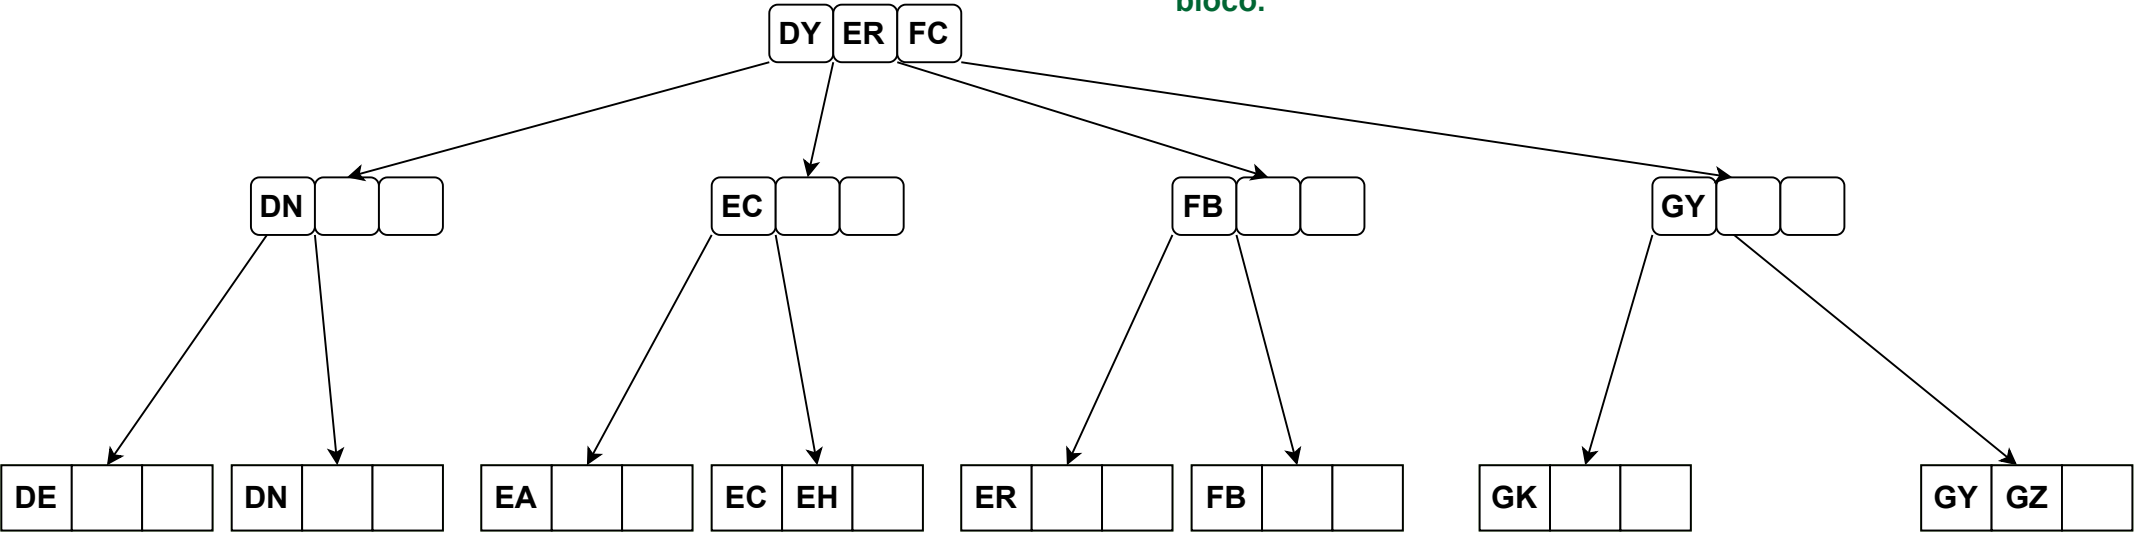 bloco.
DY ER FC
DN
EC
FB
GY
DE
DN
EA
EC EH
ER
FB
GK
GY GZ